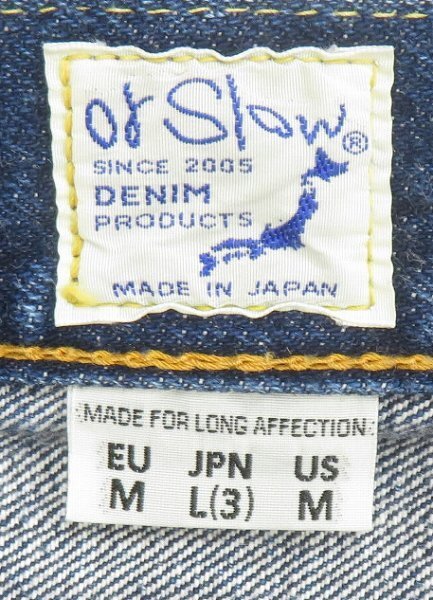 or Slow®
SINCE 2005
DENIM
PRODUCTS
MADE IN JAPAN
MADE FOR LONG AFFECTION
EU JPN US
M L(3) M